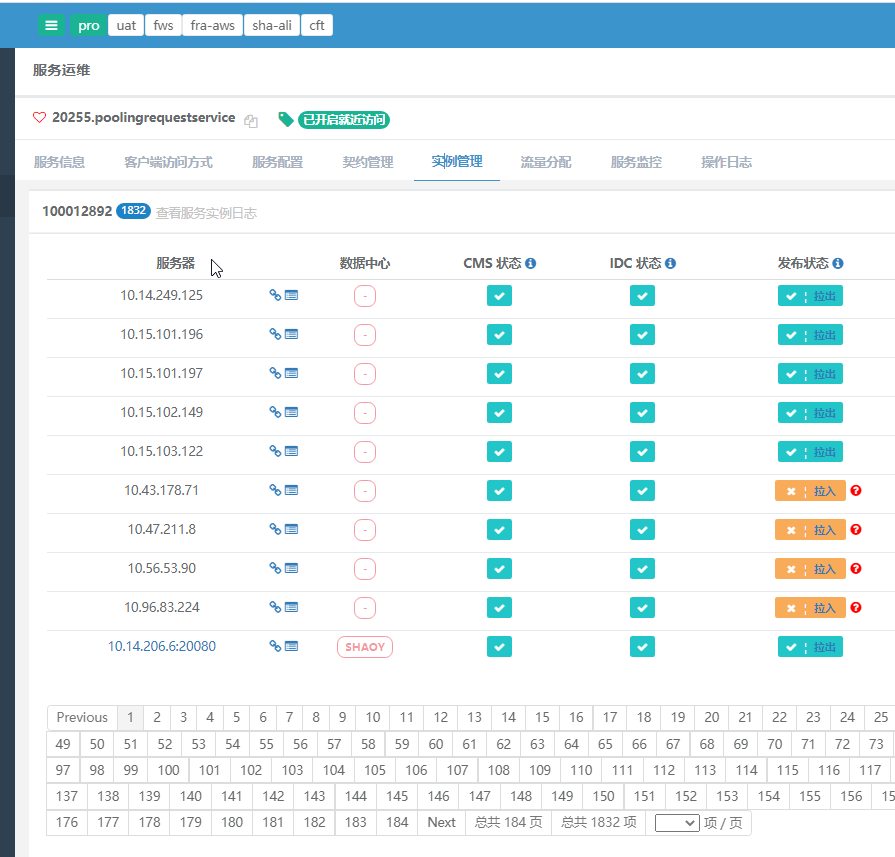 pro uat fws fra-aws sha-ali cft
服务运维
20255.poolingrequestservice 已开启就近访问
服务信息 客户端访问方式 服务配置 契约管理 实例管理 流量分配 服务监控 操作日志
100012892 1832 查看服务实例日志
服务器 数据中心 CMS 状态 IDC 状态 发布状态
10.14.249.125 - 拉出
10.15.101.196 - 拉出
10.15.101.197 - 拉出
10.15.102.149 - 拉出
10.15.103.122 - 拉出
10.43.178.71 - 拉入
10.47.211.8 - 拉入
10.56.53.90 - 拉入
10.96.83.224 - 拉入
10.14.206.6:20080 SHAOY 拉出
Previous 1 2 3 4 5 6 7 8 9 10 11 12 13 14 15 16 17 18 19 20 21 22 23 24 25
49 50 51 52 53 54 55 56 57 58 59 60 61 62 63 64 65 66 67 68 69 70 71 72 73
97 98 99 100 101 102 103 104 105 106 107 108 109 110 111 112 113 114 115 116 117
137 138 139 140 141 142 143 144 145 146 147 148 149 150 151 152 153 154 155 156
176 177 178 179 180 181 182 183 184 Next 总共 184 页 总共 1832 项 项 / 页